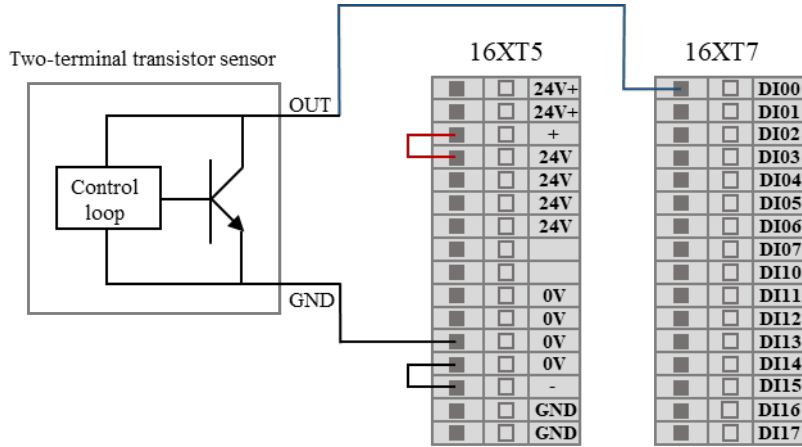 Two-terminal transistor sensor
OUT
Control
loop
GND
16XT5
24V+
24V+
+
24V
24V
24V
24V
0V
0V
0V
0V
-
GND
GND
16XT7
DI00
DI01
DI02
DI03
DI04
DI05
DI06
DI07
DI10
DI11
DI12
DI13
DI14
DI15
DI16
DI17